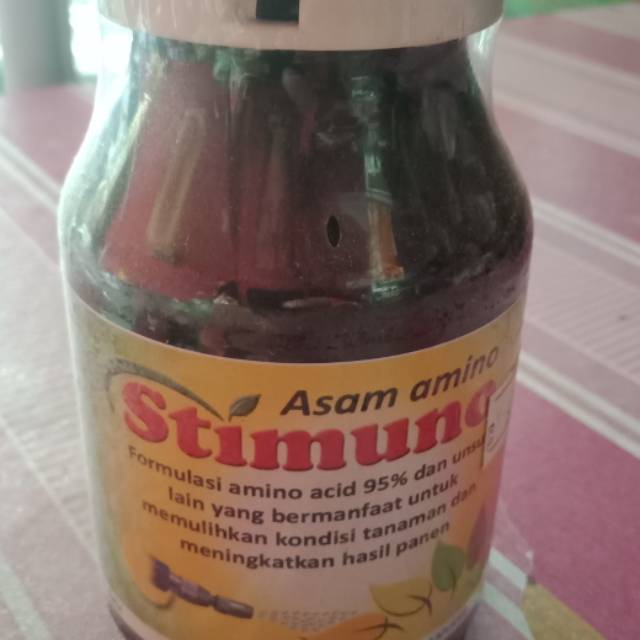 Asam amino
Stimuno
Formulasi amino acid 95% dan unsu
lain yang bermanfaat untuk
memulihkan kondisi tanaman dan
meningkatkan hasil panen